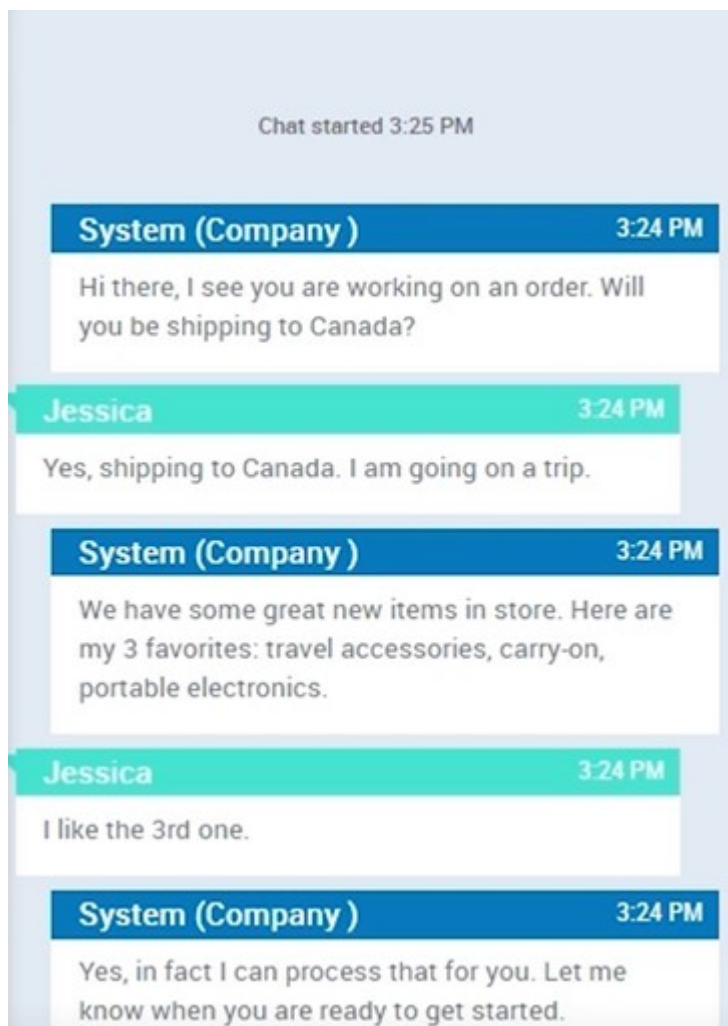 Chat started 3:25 PM
System (Company ) 3:24 PM
Hi there, I see you are working on an order. Will
you be shipping to Canada?
Jessica 3:24 PM
Yes, shipping to Canada. I am going on a trip.
System (Company ) 3:24 PM
We have some great new items in store. Here are
my 3 favorites: travel accessories, carry-on,
portable electronics.
Jessica 3:24 PM
I like the 3rd one.
System (Company ) 3:24 PM
Yes, in fact I can process that for you. Let me
know when you are ready to get started.